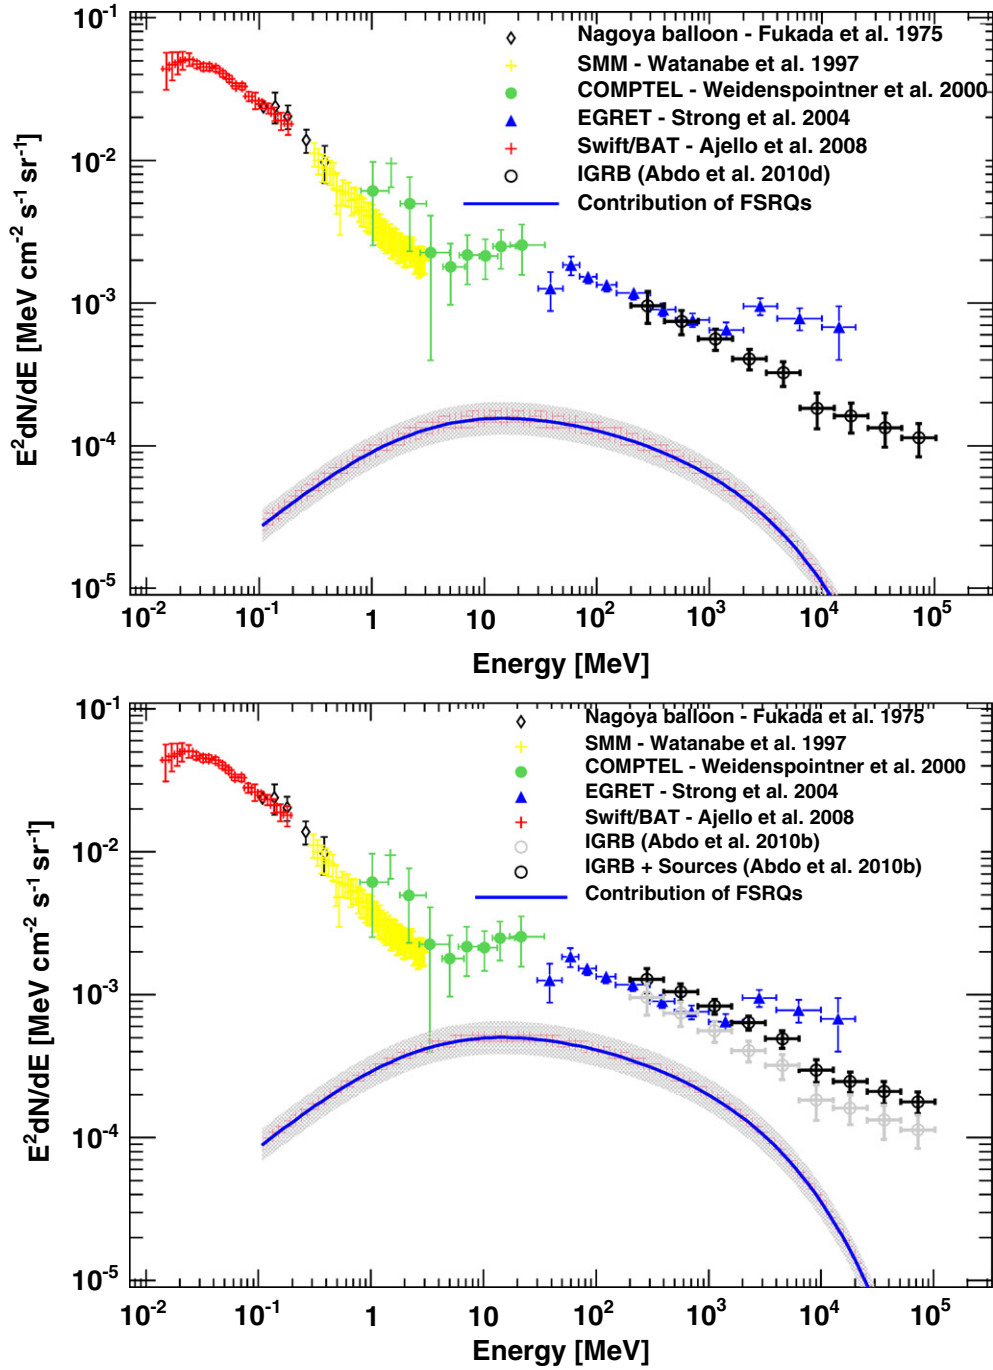 10^-1
Nagoya balloon - Fukada et al. 1975
SMM - Watanabe et al. 1997
COMPTEL - Weidenspointner et al. 2000
EGRET - Strong et al. 2004
Swift/BAT - Ajello et al. 2008
IGRB (Abdo et al. 2010d)
Contribution of FSRQs
10^-2
10^-3
10^-4
10^-5
E^2dN/dE [MeV cm^-2 s^-1 sr^-1]
10^-2 10^-1 1 10 10^2 10^3 10^4 10^5
Energy [MeV]
10^-1
Nagoya balloon - Fukada et al. 1975
SMM - Watanabe et al. 1997
COMPTEL - Weidenspointner et al. 2000
EGRET - Strong et al. 2004
Swift/BAT - Ajello et al. 2008
IGRB (Abdo et al. 2010b)
IGRB + Sources (Abdo et al. 2010b)
Contribution of FSRQs
10^-2
10^-3
10^-4
10^-5
E^2dN/dE [MeV cm^-2 s^-1 sr^-1]
10^-2 10^-1 1 10 10^2 10^3 10^4 10^5
Energy [MeV]